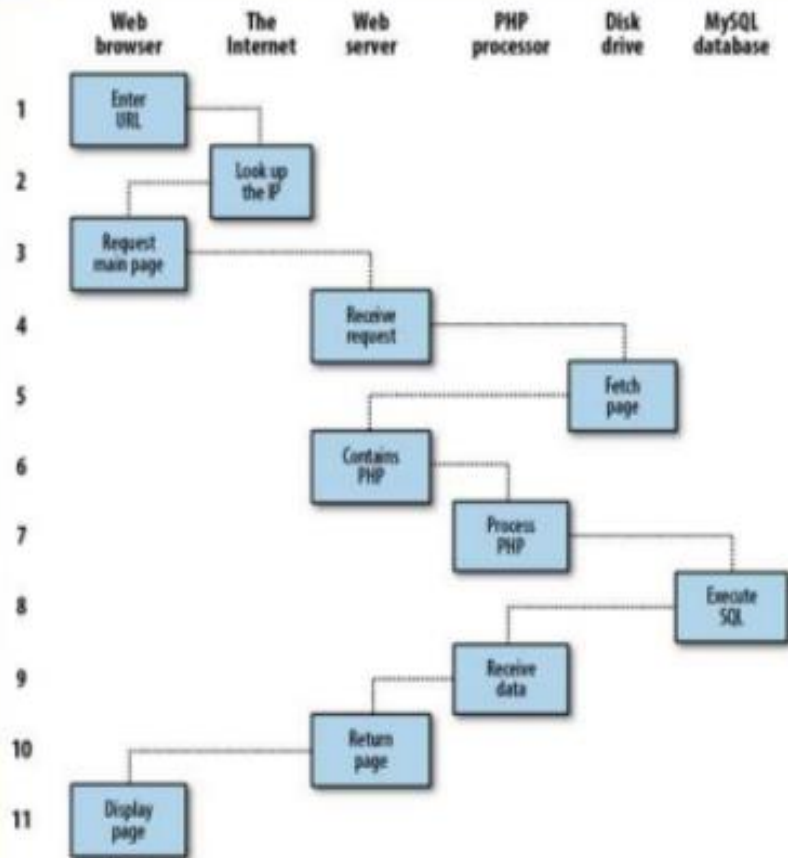 Web
browser
The
Internet
Web
server
PHP
processor
Disk
drive
MySQL
database
1
Enter
URL
2
Look up
the IP
3
Request
main page
4
Receive
request
5
Fetch
page
6
Contains
PHP
7
Process
PHP
8
Execute
SQL
9
Receive
data
10
Return
page
11
Display
page